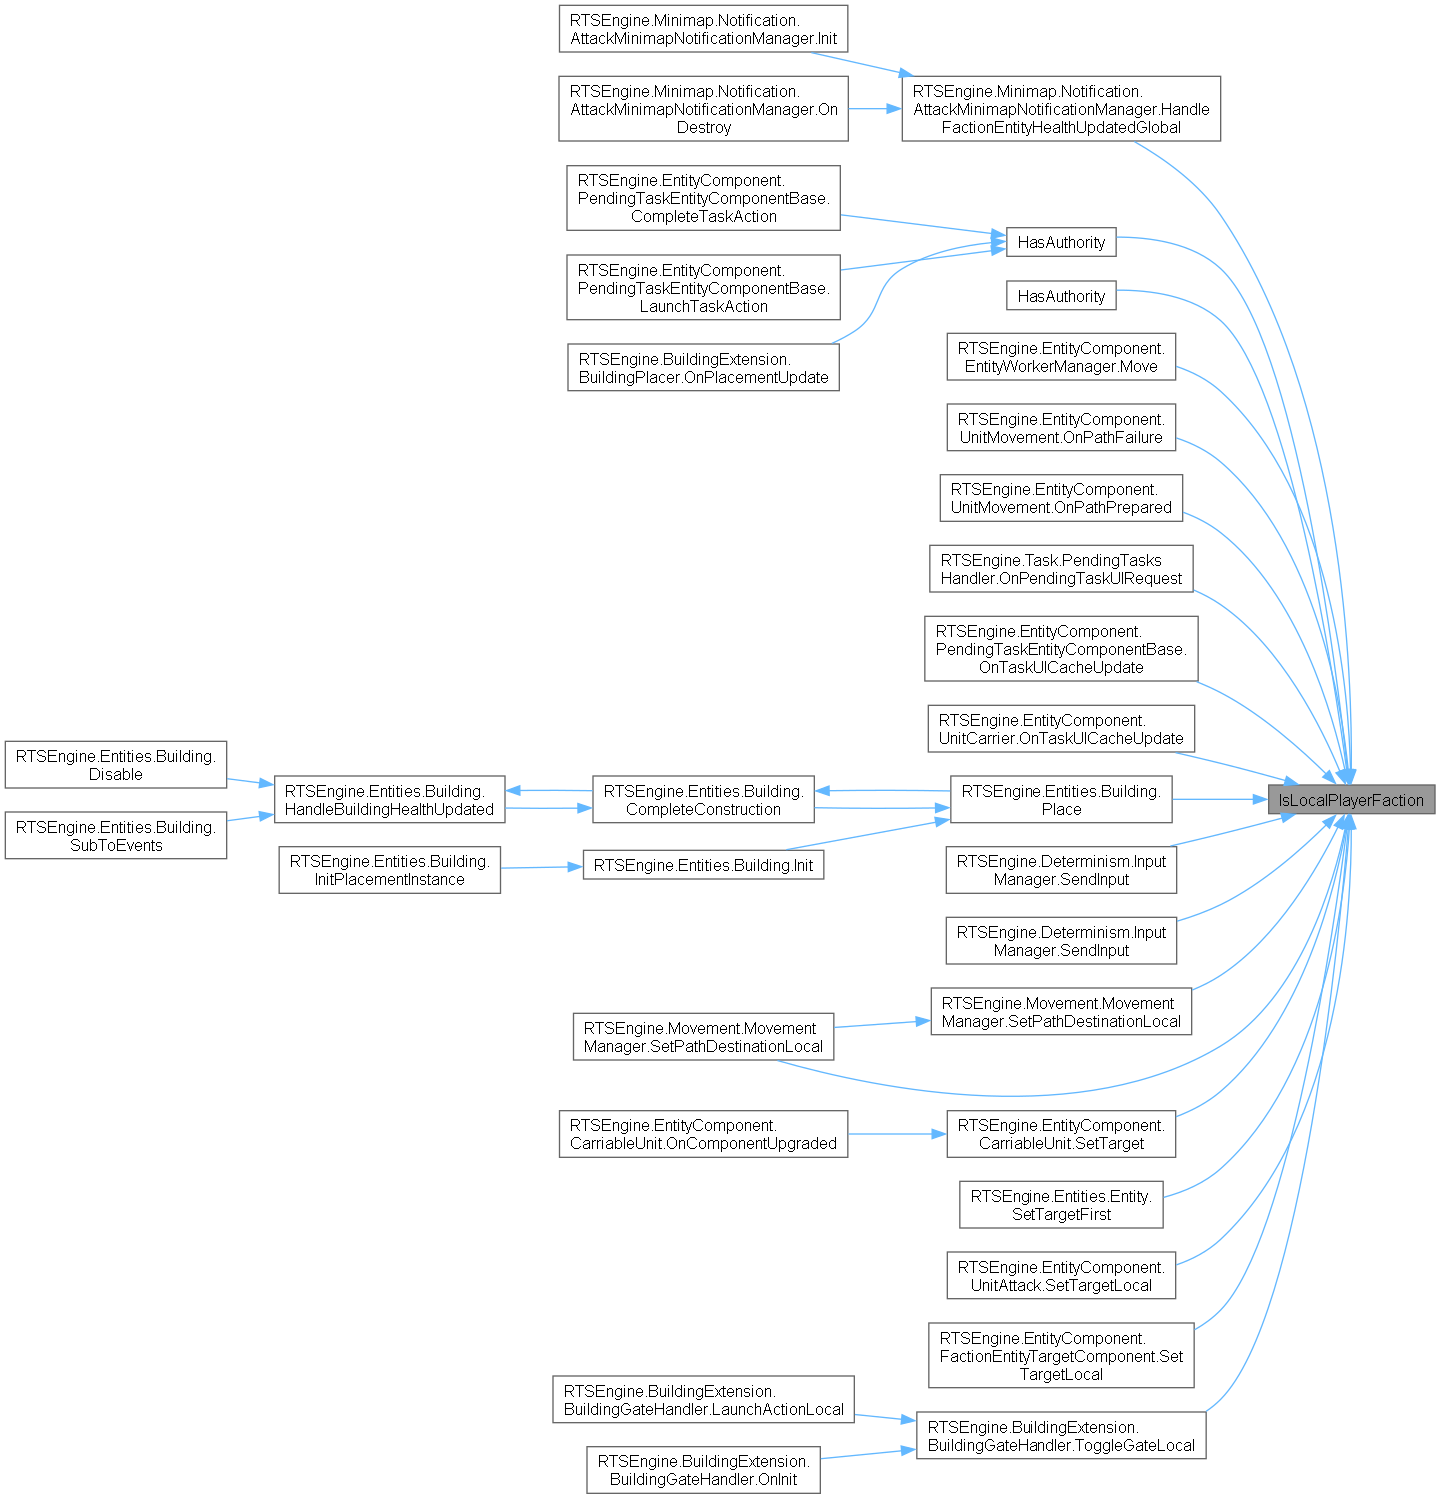 RTSEngine.Minimap.Notification.
AttackMinimapNotificationManager.Init
RTSEngine.Minimap.Notification.
AttackMinimapNotificationManager.On
Destroy
RTSEngine.Minimap.Notification.
AttackMinimapNotificationManager.Handle
FactionEntityHealthUpdatedGlobal
RTSEngine.EntityComponent.
PendingTaskEntityComponentBase.
CompleteTaskAction
HasAuthority
RTSEngine.EntityComponent.
PendingTaskEntityComponentBase.
LaunchTaskAction
HasAuthority
RTSEngine.BuildingExtension.
BuildingPlacer.OnPlacementUpdate
RTSEngine.EntityComponent.
EntityWorkerManager.Move
RTSEngine.EntityComponent.
UnitMovement.OnPathFailure
RTSEngine.EntityComponent.
UnitMovement.OnPathPrepared
RTSEngine.Task.PendingTasks
Handler.OnPendingTaskUIRequest
RTSEngine.EntityComponent.
PendingTaskEntityComponentBase.
OnTaskUICacheUpdate
RTSEngine.EntityComponent.
UnitCarrier.OnTaskUICacheUpdate
RTSEngine.Entities.Building.
Disable
RTSEngine.Entities.Building.
HandleBuildingHealthUpdated
RTSEngine.Entities.Building.
CompleteConstruction
RTSEngine.Entities.Building.
Place
IsLocalPlayerFaction
RTSEngine.Entities.Building.
SubToEvents
RTSEngine.Entities.Building.
InitPlacementInstance
RTSEngine.Entities.Building.Init
RTSEngine.Determinism.Input
Manager.SendInput
RTSEngine.Determinism.Input
Manager.SendInput
RTSEngine.Movement.Movement
Manager.SetPathDestinationLocal
RTSEngine.Movement.Movement
Manager.SetPathDestinationLocal
RTSEngine.EntityComponent.
CarriableUnit.OnComponentUpgraded
RTSEngine.EntityComponent.
CarriableUnit.SetTarget
RTSEngine.Entities.Entity.
SetTargetFirst
RTSEngine.EntityComponent.
UnitAttack.SetTargetLocal
RTSEngine.EntityComponent.
FactionEntityTargetComponent.Set
TargetLocal
RTSEngine.BuildingExtension.
BuildingGateHandler.LaunchActionLocal
RTSEngine.BuildingExtension.
BuildingGateHandler.ToggleGateLocal
RTSEngine.BuildingExtension.
BuildingGateHandler.OnInit